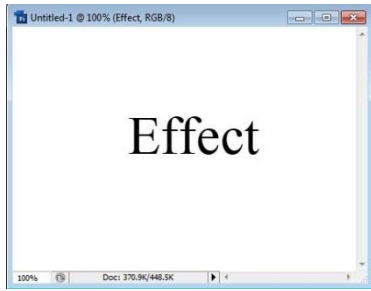 Untitled-1 @ 100% (Effect, RGB/8)
Effect
100% Doc: 370.9K/448.5K